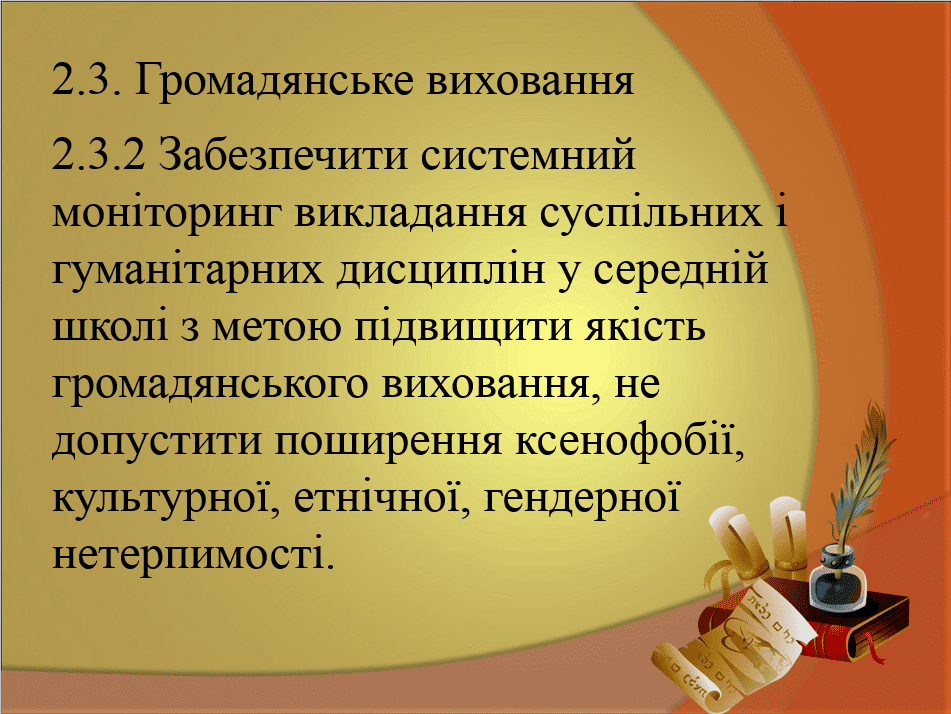 2.3. Громадянське виховання
2.3.2 Забезпечити системний
моніторинг викладання суспільних і
гуманітарних дисциплін у середній
школі з метою підвищити якість
громадянського виховання, не
допустити поширення ксенофобії,
культурної, етнічної, гендерної
нетерпимості.